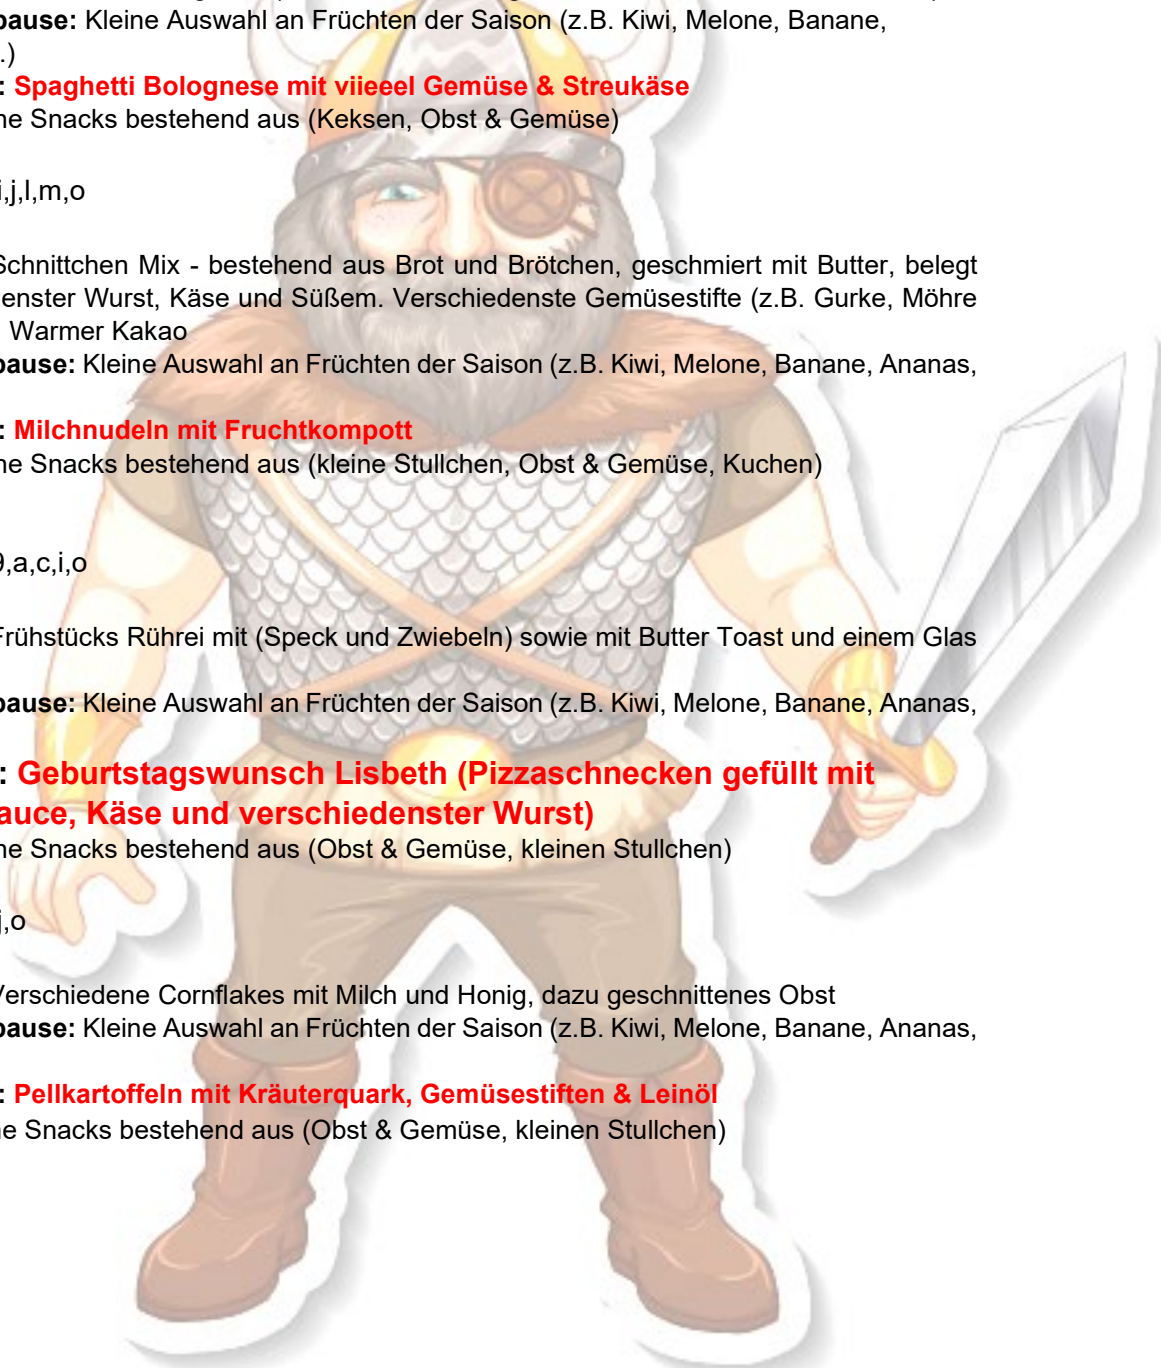 pause: Kleine Auswahl an Früchten der Saison (z.B. Kiwi, Melone, Banane,
.)
: Spaghetti Bolognese mit viieeel Gemüse & Streukäse
ne Snacks bestehend aus (Keksen, Obst & Gemüse)
i,j,l,m,o
Schnittchen Mix - bestehend aus Brot und Brötchen, geschmiert mit Butter, belegt
enster Wurst, Käse und Süßem. Verschiedenste Gemüsestifte (z.B. Gurke, Möhre
Warmer Kakao
pause: Kleine Auswahl an Früchten der Saison (z.B. Kiwi, Melone, Banane, Ananas,
: Milchnudeln mit Fruchtkompott
ne Snacks bestehend aus (kleine Stullchen, Obst & Gemüse, Kuchen)
9,a,c,i,o
Frühstücks Rührei mit (Speck und Zwiebeln) sowie mit Butter Toast und einem Glas
pause: Kleine Auswahl an Früchten der Saison (z.B. Kiwi, Melone, Banane, Ananas,
: Geburtstagswunsch Lisbeth (Pizzaschnecken gefüllt mit
auce, Käse und verschiedenster Wurst)
ne Snacks bestehend aus (Obst & Gemüse, kleinen Stullchen)
j,o
Verschiedene Cornflakes mit Milch und Honig, dazu geschnittenes Obst
pause: Kleine Auswahl an Früchten der Saison (z.B. Kiwi, Melone, Banane, Ananas,
: Pellkartoffeln mit Kräuterquark, Gemüsestiften & Leinöl
ne Snacks bestehend aus (Obst & Gemüse, kleinen Stullchen)